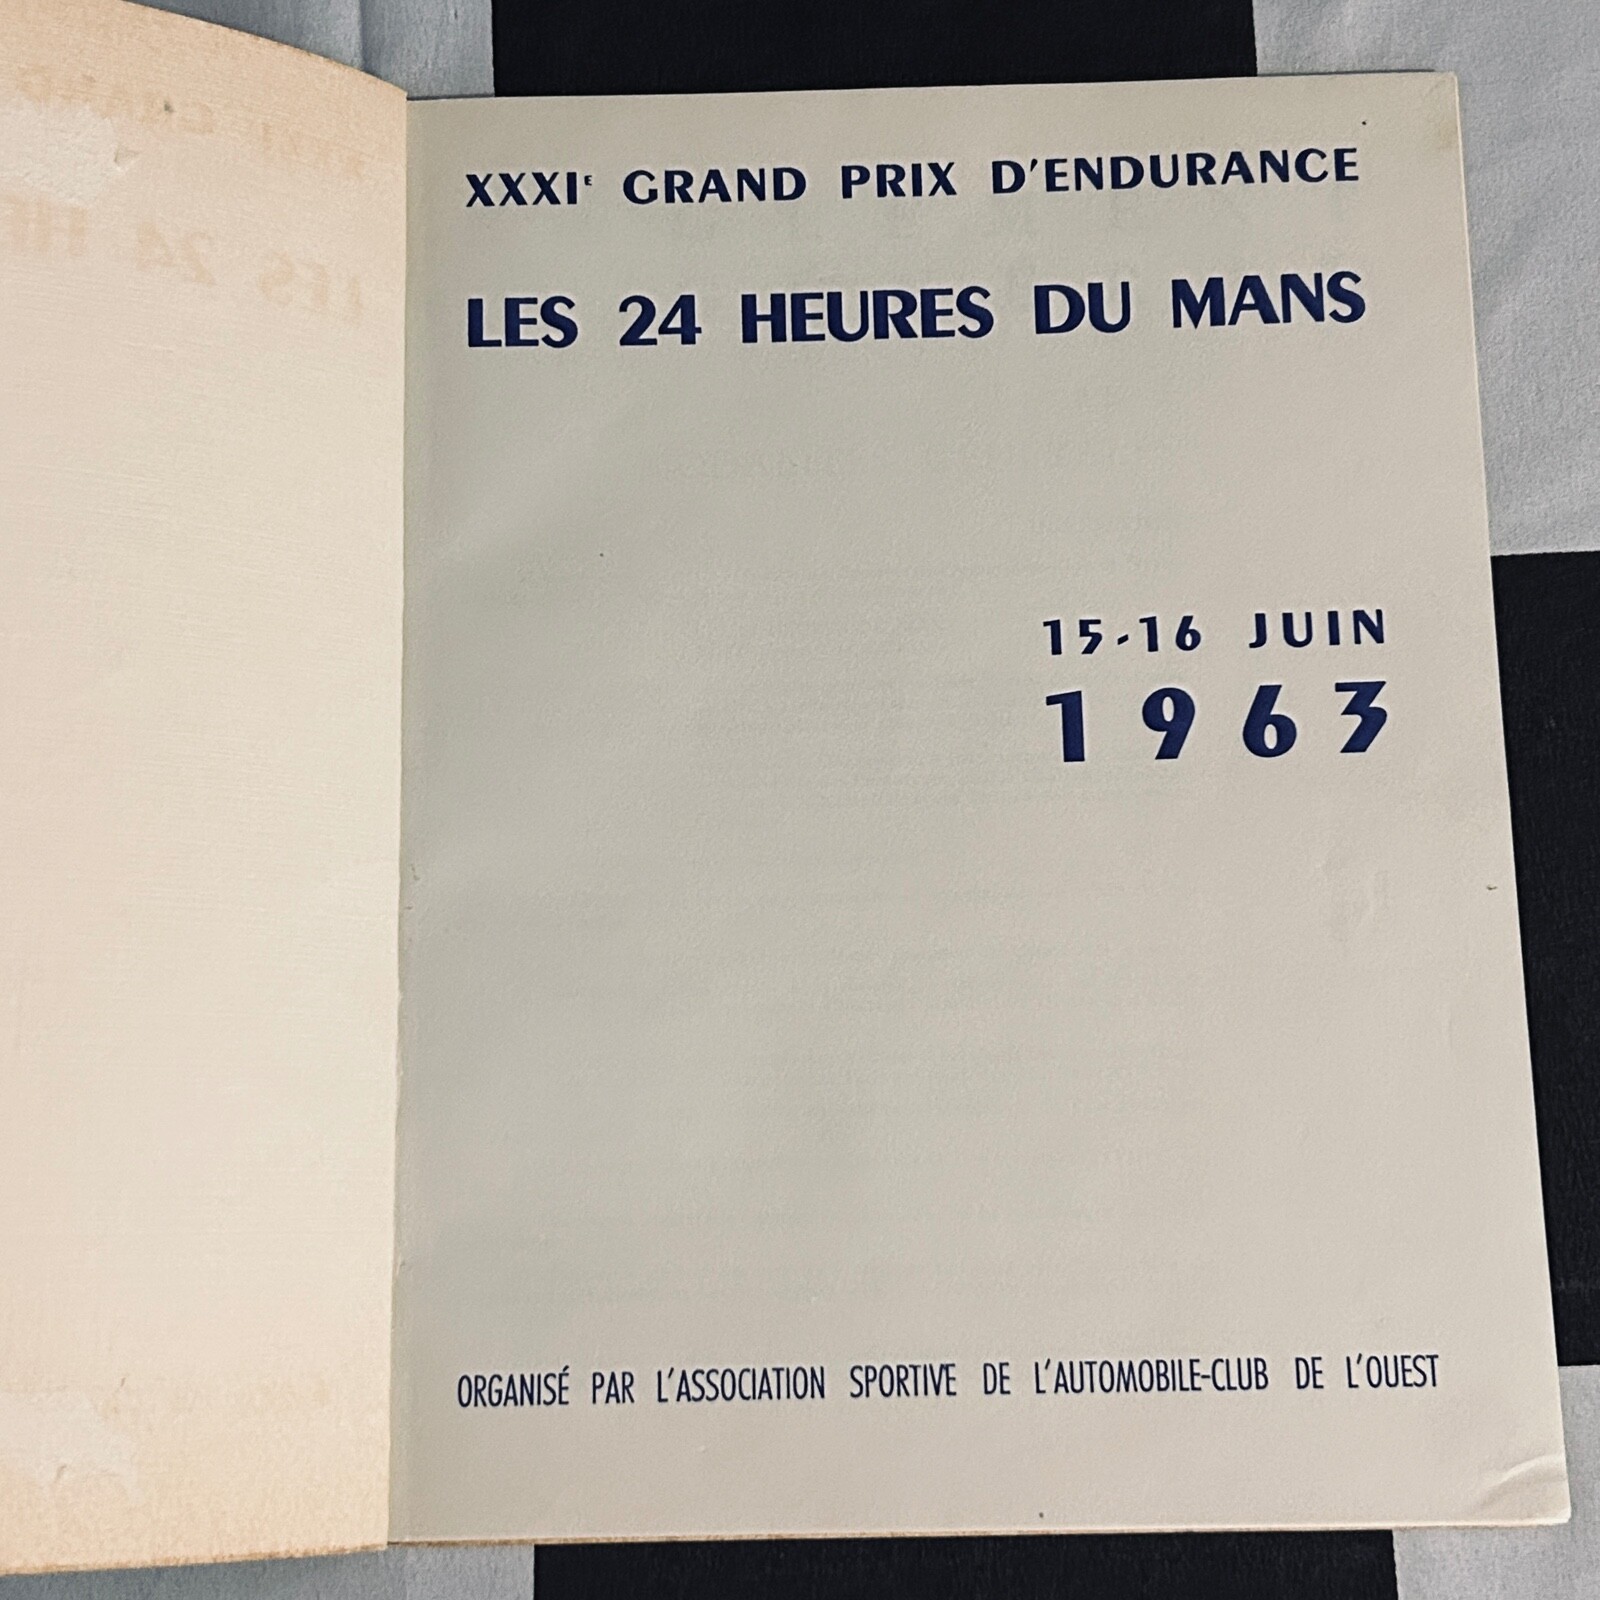 XXXIᴱ GRAND PRIX D'ENDURANCE
LES 24 HEURES DU MANS
15-16 JUIN
1963
ORGANISÉ PAR L'ASSOCIATION SPORTIVE DE L'AUTOMOBILE-CLUB DE L'OUEST